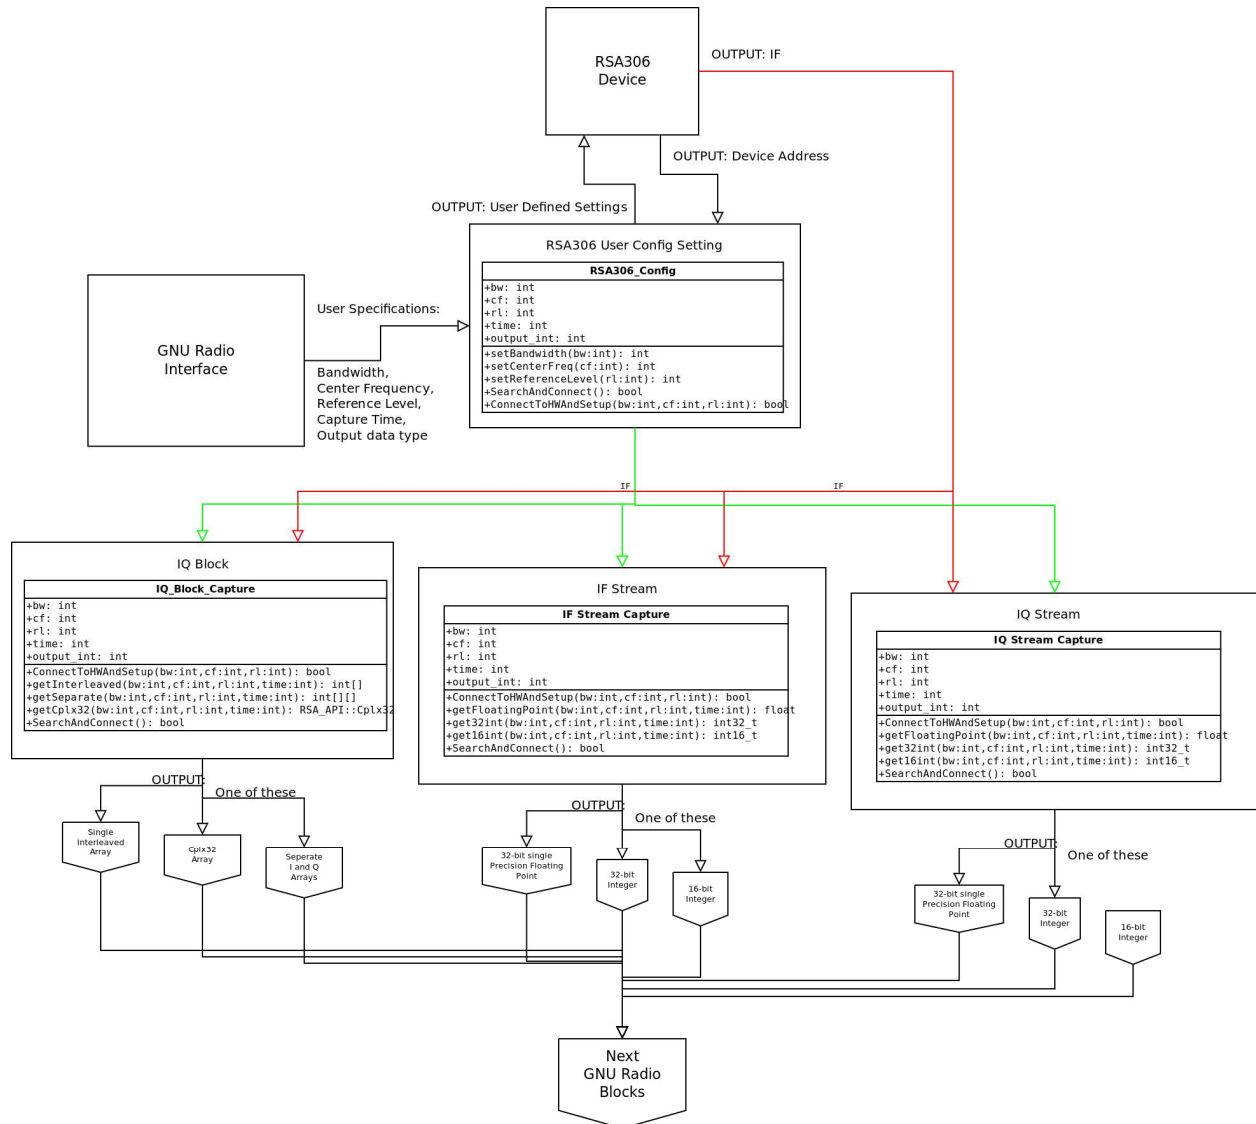 RSA306
Device
OUTPUT: IF
OUTPUT: Device Address
OUTPUT: User Defined Settings
RSA306 User Config Setting
RSA306_Config
+bw: int
+cf: int
+rl: int
+time: int
+output_int: int
+setBandwidth(bw:int): int
+setCenterFreq(cf:int): int
+setReferenceLevel(rl:int): int
+SearchAndConnect(): bool
+ConnectToHWAndSetup(bw:int,cf:int,rl:int): bool
GNU Radio
Interface
User Specifications:
Bandwidth,
Center Frequency,
Reference Level,
Capture Time,
Output data type
IF
IF
IQ Block
IQ_Block_Capture
+bw: int
+cf: int
+rl: int
+time: int
+output_int: int
+ConnectToHWAndSetup(bw:int,cf:int,rl:int): bool
+getInterleaved(bw:int,cf:int,rl:int,time:int): int[]
+getSeparate(bw:int,cf:int,rl:int,time:int): int[][]
+getCplx32(bw:int,cf:int,rl:int,time:int): RSA_API::Cplx32
+SearchAndConnect(): bool
IF Stream
IF Stream Capture
+bw: int
+cf: int
+rl: int
+time: int
+output_int: int
+ConnectToHWAndSetup(bw:int,cf:int,rl:int): bool
+getFloatingPoint(bw:int,cf:int,rl:int,time:int): float
+get32int(bw:int,cf:int,rl:int,time:int): int32_t
+get16int(bw:int,cf:int,rl:int,time:int): int16_t
+SearchAndConnect(): bool
IQ Stream
IQ Stream Capture
+bw: int
+cf: int
+rl: int
+time: int
+output_int: int
+ConnectToHWAndSetup(bw:int,cf:int,rl:int): bool
+getFloatingPoint(bw:int,cf:int,rl:int,time:int): float
+get32int(bw:int,cf:int,rl:int,time:int): int32_t
+get16int(bw:int,cf:int,rl:int,time:int): int16_t
+SearchAndConnect(): bool
OUTPUT:
One of these
Single
Interleaved
Array
Cplx32
Array
Seperate
I and Q
Arrays
OUTPUT:
One of these
32-bit single
Precision Floating
Point
32-bit
Integer
16-bit
Integer
OUTPUT:
One of these
32-bit single
Precision Floating
Point
32-bit
Integer
16-bit
Integer
Next
GNU Radio
Blocks